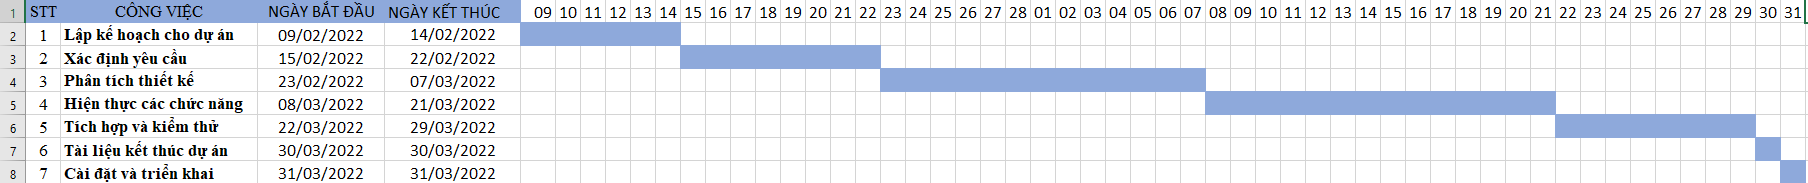 1 STT CÔNG VIỆC NGÀY BẮT ĐẦU NGÀY KẾT THÚC 09 10 11 12 13 14 15 16 17 18 19 20 21 22 23 24 25 26 27 28 01 02 03 04 05 06 07 08 09 10 11 12 13 14 15 16 17 18 19 20 21 22 23 24 25 26 27 28 29 30 31
2 1 Lập kế hoạch cho dự án 09/02/2022 14/02/2022
3 2 Xác định yêu cầu 15/02/2022 22/02/2022
4 3 Phân tích thiết kế 23/02/2022 07/03/2022
5 4 Hiện thực các chức năng 08/03/2022 21/03/2022
6 5 Tích hợp và kiểm thử 22/03/2022 29/03/2022
7 6 Tài liệu kết thúc dự án 30/03/2022 30/03/2022
8 7 Cài đặt và triển khai 31/03/2022 31/03/2022